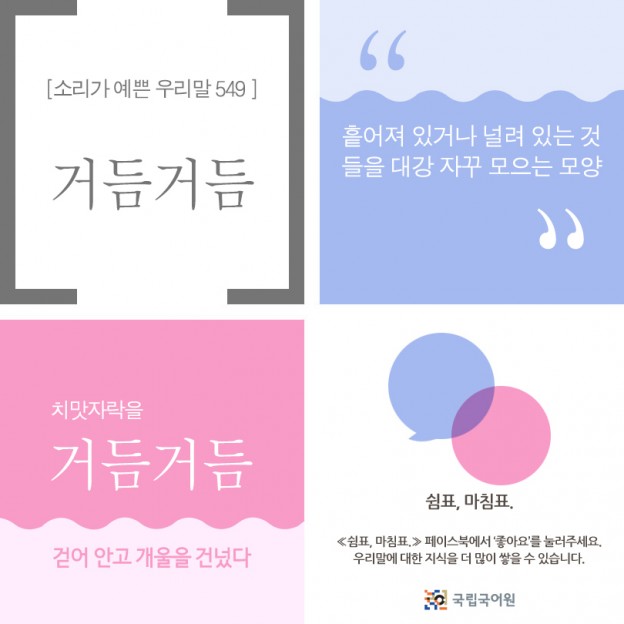 [소리가 예쁜 우리말 549 ]
거듬거듬
흩어져 있거나 널려 있는 것
들을 대강 자꾸 모으는 모양
치맛자락을
거듬거듬
걷어 안고 개울을 건넜다
쉼표, 마침표.
≪쉼표, 마침표.≫ 페이스북에서 '좋아요'를 눌러주세요.
우리말에 대한 지식을 더 많이 쌓을 수 있습니다.
국립국어원